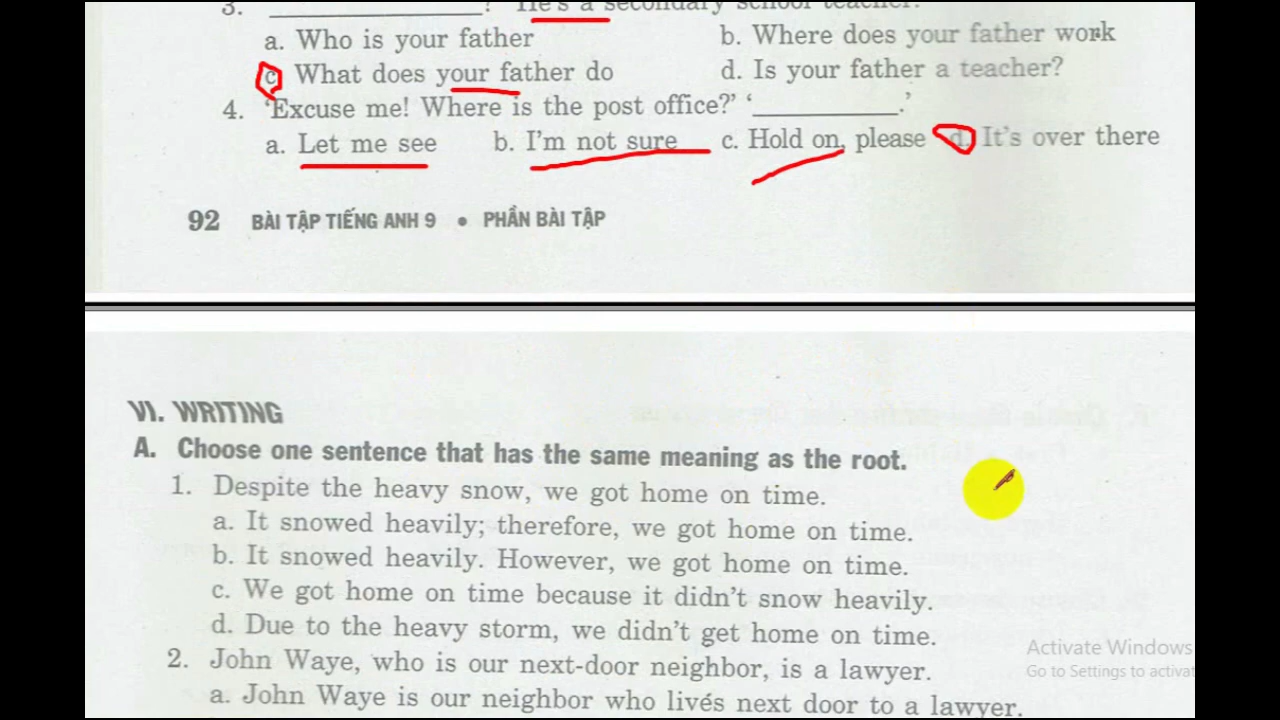 3. ____________? He's a secondary school teacher.
a. Who is your father b. Where does your father work
c. What does your father do d. Is your father a teacher?
4. 'Excuse me! Where is the post office?' '_________.'
a. Let me see b. I'm not sure c. Hold on, please d. It's over there
92 BÀI TẬP TIẾNG ANH 9 • PHẦN BÀI TẬP
VI. WRITING
A. Choose one sentence that has the same meaning as the root.
1. Despite the heavy snow, we got home on time.
a. It snowed heavily; therefore, we got home on time.
b. It snowed heavily. However, we got home on time.
c. We got home on time because it didn't snow heavily.
d. Due to the heavy storm, we didn't get home on time.
2. John Waye, who is our next-door neighbor, is a lawyer.
a. John Waye is our neighbor who lives next door to a lawyer.
Activate Windows
Go to Settings to activat